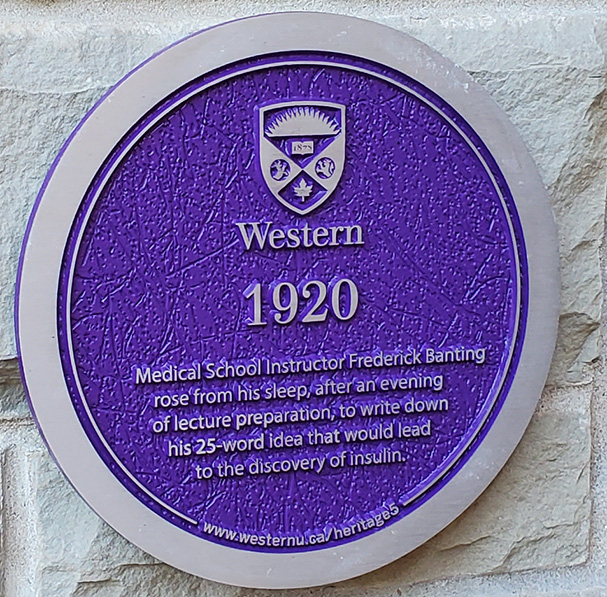 1878
Western
1920
Medical School Instructor Frederick Banting
rose from his sleep, after an evening
of lecture preparation, to write down
his 25-word idea that would lead
to the discovery of insulin.
www.westernu.ca/heritage5